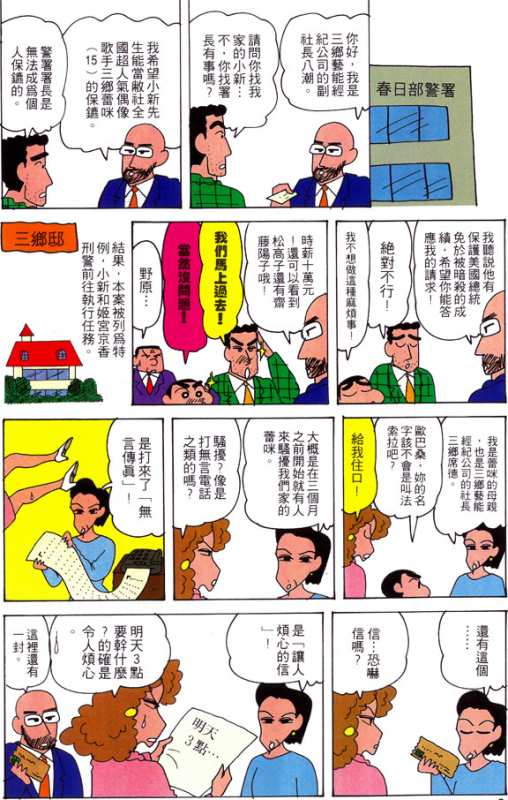 春日部警署
你好，我是
三鄉藝能經
紀公司的副
社長八潮。
請問你找我
家的小新…
不，你找署
長有事嗎？
我希望小新先
生能當敝社全
國超人氣偶像
歌手三鄉蕾咪
（15）的保鑣。
警署署長是
無法成爲個
人保鑣的。
我聽説他有
保護美國總統
免於被暗殺的成
績，希望你能答
應我的請求！
絶對不行！
我不想做這種麻煩事！
時薪十萬元
！還可以看到
松高子還有齋
藤陽子哦！
我們馬上過去！
當然沒問題！
野原…
結果，本案被列爲特
例，小新和姬宮京香
刑警前往執行任務。
三鄉邸
我是蕾咪的母親
，也是三鄉藝能
經紀公司的社長
三鄉席德。
歐巴桑，妳的名
字該不會是叫法
索拉吧？
給我住口！
大概是在三個月
之前開始就有人
來騷擾我們家的
蕾咪。
騷擾？像是
打無言電話
之類的嗎？
是打來了「無
言傳眞」！
還有這個
……
信…恐嚇
信嗎？
是「讓人
煩心的信
」！
明天
3點…
明天3點
要幹什麼
？的確是
令人煩心
。
這裡還有
一封。